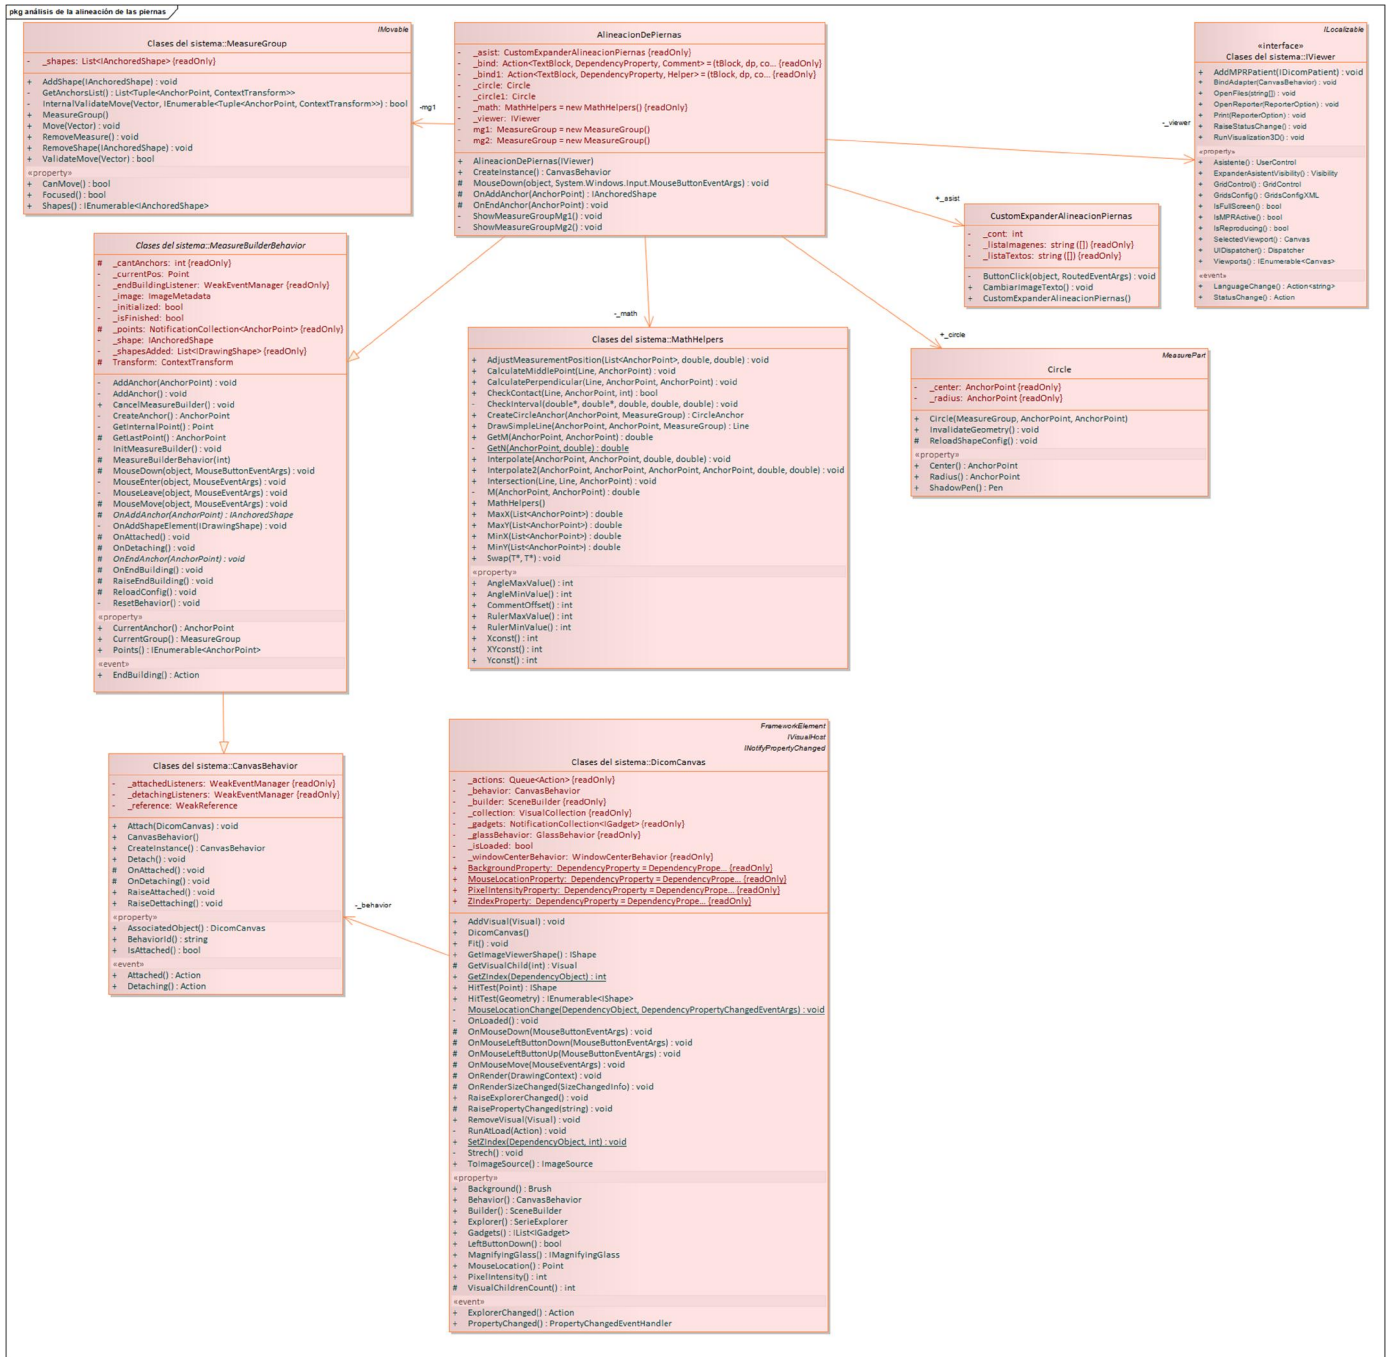 pkg análisis de la alineación de las piernas
IMovable
Clases del sistema::MeasureGroup
- _shapes: List<IAnchoredShape> {readOnly}
+ AddShape(IAnchoredShape) : void
- GetAnchorsList() : List<Tuple<AnchorPoint, ContextTransform>>
- InternalValidateMove(Vector, IEnumerable<Tuple<AnchorPoint, ContextTransform>>) : bool
+ MeasureGroup()
+ Move(Vector) : void
+ RemoveMeasure() : void
+ RemoveShape(IAnchoredShape) : void
+ ValidateMove(Vector) : bool
«property»
+ CanMove() : bool
+ Focused() : bool
+ Shapes() : IEnumerable<IAnchoredShape>
-mg1
AlineacionDePiernas
- _asist: CustomExpanderAlineacionPiernas {readOnly}
- _bind: Action<TextBlock, DependencyProperty, Comment> = (tBlock, dp, co... {readOnly}
- _bind1: Action<TextBlock, DependencyProperty, Helper> = (tBlock, dp, co... {readOnly}
- _circle: Circle
- _circle1: Circle
- _math: MathHelpers = new MathHelpers() {readOnly}
- _viewer: IViewer
- mg1: MeasureGroup = new MeasureGroup()
- mg2: MeasureGroup = new MeasureGroup()
+ AlineacionDePiernas(IViewer)
+ CreateInstance() : CanvasBehavior
# MouseDown(object, System.Windows.Input.MouseButtonEventArgs) : void
# OnAddAnchor(AnchorPoint) : IAnchoredShape
# OnEndAnchor(AnchorPoint) : void
- ShowMeasureGroupMg1() : void
- ShowMeasureGroupMg2() : void
-_viewer
ILocalizable
«interface»
Clases del sistema::IViewer
+ AddMPRPatient(IDicomPatient) : void
+ BindAdapter(CanvasBehavior) : void
+ OpenFiles(string[]) : void
+ OpenReporter(ReporterOption) : void
+ Print(ReporterOption) : void
+ RaiseStatusChange() : void
+ RunVisualization3D() : void
«property»
+ Asistente() : UserControl
+ ExpanderAsistentVisibility() : Visibility
+ GridControl() : GridControl
+ GridsConfig() : GridsConfigXML
+ IsFullScreen() : bool
+ IsMPRActive() : bool
+ IsReproducing() : bool
+ SelectedViewport() : Canvas
+ UIDispatcher() : Dispatcher
+ Viewports() : IEnumerable<Canvas>
«event»
+ LanguageChange() : Action<string>
+ StatusChange() : Action
+_asist
CustomExpanderAlineacionPiernas
- _cont: int
- _listaImagenes: string ([]) {readOnly}
- _listaTextos: string ([]) {readOnly}
- ButtonClick(object, RoutedEventArgs) : void
+ CambiarImageTexto() : void
+ CustomExpanderAlineacionPiernas()
Clases del sistema::MeasureBuilderBehavior
# _cantAnchors: int {readOnly}
- _currentPos: Point
- _endBuildingListener: WeakEventManager {readOnly}
- _image: ImageMetadata
- _initialized: bool
- _isFinished: bool
# _points: NotificationCollection<AnchorPoint> {readOnly}
- _shape: IAnchoredShape
- _shapesAdded: List<IDrawingShape> {readOnly}
# Transform: ContextTransform
- AddAnchor(AnchorPoint) : void
- AddAnchor() : void
+ CancelMeasureBuilder() : void
- CreateAnchor() : AnchorPoint
- GetInternalPoint() : Point
# GetLastPoint() : AnchorPoint
- InitMeasureBuilder() : void
# MeasureBuilderBehavior(int)
# MouseDown(object, MouseButtonEventArgs) : void
- MouseEnter(object, MouseEventArgs) : void
- MouseLeave(object, MouseEventArgs) : void
# MouseMove(object, MouseEventArgs) : void
# OnAddAnchor(AnchorPoint) : IAnchoredShape
- OnAddShapeElement(IDrawingShape) : void
# OnAttached() : void
# OnDetaching() : void
# OnEndAnchor(AnchorPoint) : void
# OnEndBuilding() : void
# RaiseEndBuilding() : void
# ReloadConfig() : void
- ResetBehavior() : void
«property»
+ CurrentAnchor() : AnchorPoint
+ CurrentGroup() : MeasureGroup
+ Points() : IEnumerable<AnchorPoint>
«event»
+ EndBuilding() : Action
-_math
Clases del sistema::MathHelpers
+ AdjustMeasurementPosition(List<AnchorPoint>, double, double) : void
+ CalculateMiddlePoint(Line, AnchorPoint) : void
+ CalculatePerpendicular(Line, AnchorPoint, AnchorPoint) : void
+ CheckContact(Line, AnchorPoint, int) : bool
- CheckInterval(double*, double*, double, double, double) : void
+ CreateCircleAnchor(AnchorPoint, MeasureGroup) : CircleAnchor
+ DrawSimpleLine(AnchorPoint, AnchorPoint, MeasureGroup) : Line
+ GetM(AnchorPoint, AnchorPoint) : double
- GetN(AnchorPoint, double) : double
+ Interpolate(AnchorPoint, AnchorPoint, double, double) : void
+ Interpolate2(AnchorPoint, AnchorPoint, AnchorPoint, AnchorPoint, double, double) : void
+ Intersection(Line, Line, AnchorPoint) : void
- M(AnchorPoint, AnchorPoint) : double
+ MathHelpers()
+ MaxX(List<AnchorPoint>) : double
+ MaxY(List<AnchorPoint>) : double
+ MinX(List<AnchorPoint>) : double
+ MinY(List<AnchorPoint>) : double
+ Swap(T*, T*) : void
«property»
+ AngleMaxValue() : int
+ AngleMinValue() : int
+ CommentOffset() : int
+ RulerMaxValue() : int
+ RulerMinValue() : int
+ Xconst() : int
+ XYconst() : int
+ Yconst() : int
+_circle
MeasurePart
Circle
- _center: AnchorPoint {readOnly}
- _radius: AnchorPoint {readOnly}
+ Circle(MeasureGroup, AnchorPoint, AnchorPoint)
+ InvalidateGeometry() : void
# ReloadShapeConfig() : void
«property»
+ Center() : AnchorPoint
+ Radius() : AnchorPoint
+ ShadowPen() : Pen
Clases del sistema::CanvasBehavior
- _attachedListeners: WeakEventManager {readOnly}
- _detachingListeners: WeakEventManager {readOnly}
- _reference: WeakReference
+ Attach(DicomCanvas) : void
+ CanvasBehavior()
+ CreateInstance() : CanvasBehavior
+ Detach() : void
# OnAttached() : void
# OnDetaching() : void
+ RaiseAttached() : void
+ RaiseDettaching() : void
«property»
+ AssociatedObject() : DicomCanvas
+ BehaviorId() : string
+ IsAttached() : bool
«event»
+ Attached() : Action
+ Detaching() : Action
-_behavior
FrameworkElement
IVisualHost
INotifyPropertyChanged
Clases del sistema::DicomCanvas
- _actions: Queue<Action> {readOnly}
- _behavior: CanvasBehavior
- _builder: SceneBuilder {readOnly}
- _collection: VisualCollection {readOnly}
- _gadgets: NotificationCollection<IGadget> {readOnly}
- _glassBehavior: GlassBehavior {readOnly}
- _isLoaded: bool
- _windowCenterBehavior: WindowCenterBehavior {readOnly}
+ BackgroundProperty: DependencyProperty = DependencyPrope... {readOnly}
+ MouseLocationProperty: DependencyProperty = DependencyPrope... {readOnly}
+ PixelIntensityProperty: DependencyProperty = DependencyPrope... {readOnly}
+ ZIndexProperty: DependencyProperty = DependencyPrope... {readOnly}
+ AddVisual(Visual) : void
+ DicomCanvas()
+ Fit() : void
+ GetImageViewerShape() : IShape
# GetVisualChild(int) : Visual
+ GetZIndex(DependencyObject) : int
+ HitTest(Point) : IShape
+ HitTest(Geometry) : IEnumerable<IShape>
- MouseLocationChange(DependencyObject, DependencyPropertyChangedEventArgs) : void
- OnLoaded() : void
# OnMouseDown(MouseButtonEventArgs) : void
# OnMouseLeftButtonDown(MouseButtonEventArgs) : void
# OnMouseLeftButtonUp(MouseButtonEventArgs) : void
# OnMouseMove(MouseEventArgs) : void
# OnRender(DrawingContext) : void
# OnRenderSizeChanged(SizeChangedInfo) : void
+ RaiseExplorerChanged() : void
# RaisePropertyChanged(string) : void
+ RemoveVisual(Visual) : void
- RunAtLoad(Action) : void
+ SetZIndex(DependencyObject, int) : void
- Strech() : void
+ ToImageSource() : ImageSource
«property»
+ Background() : Brush
+ Behavior() : CanvasBehavior
+ Builder() : SceneBuilder
+ Explorer() : SerieExplorer
+ Gadgets() : IList<IGadget>
+ LeftButtonDown() : bool
+ MagnifyingGlass() : IMagnifyingGlass
+ MouseLocation() : Point
+ PixelIntensity() : int
# VisualChildrenCount() : int
«event»
+ ExplorerChanged() : Action
+ PropertyChanged() : PropertyChangedEventHandler